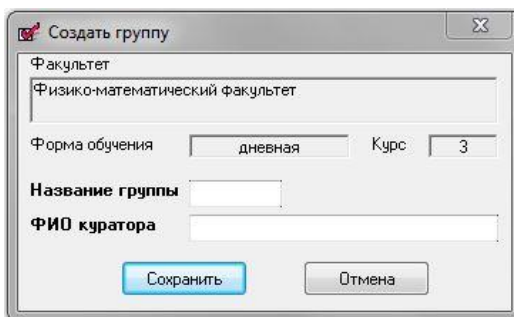 Создать группу
Факультет
Физико-математический факультет
Форма обучения дневная Курс 3
Название группы
ФИО куратора
Сохранить Отмена